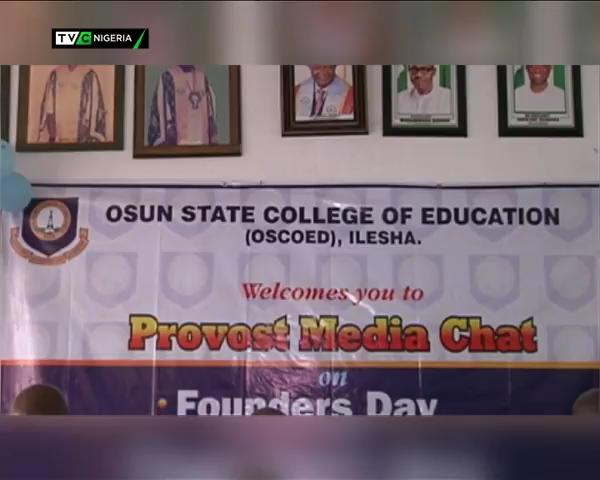 TVC NIGERIA
OSUN STATE COLLEGE OF EDUCATION
(OSCOED), ILESHA.
Welcomes you to
Provost Media Chat
on
• Founders Day